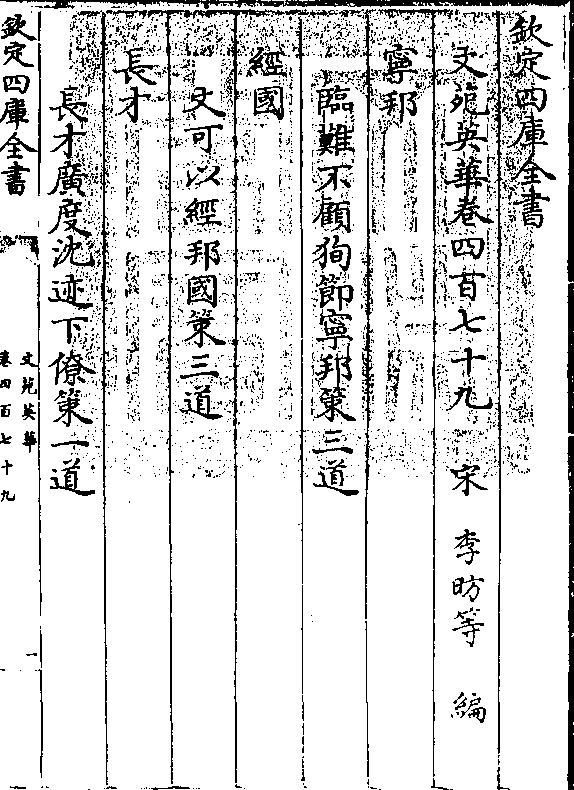 欽定四庫全書
文苑英華卷四百七十九　宋　李昉等　編
寧邦
臨難不顧狥節寧邦策三道
經國
文可以經邦國策三道
長才
長才廣度沈迹下僚策一道
欽定四庫全書
文苑英華
卷四百七十九
一